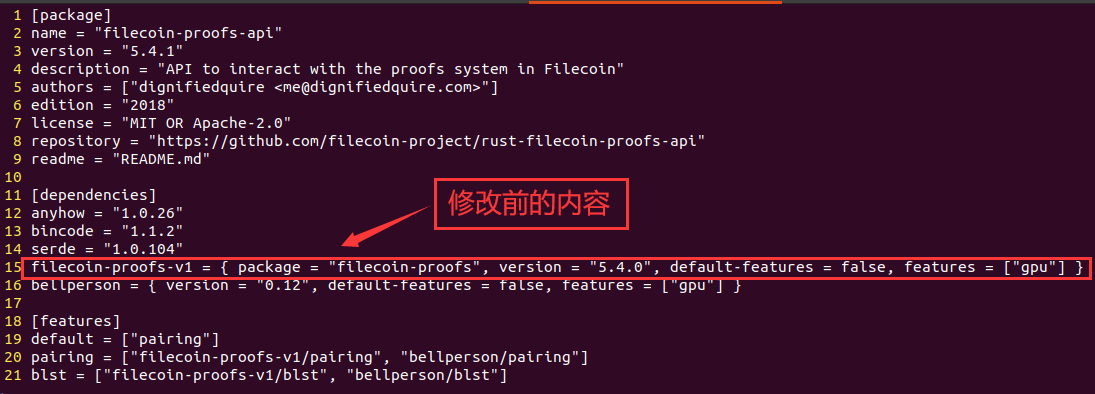 1 [package]
2 name = "filecoin-proofs-api"
3 version = "5.4.1"
4 description = "API to interact with the proofs system in Filecoin"
5 authors = ["dignifiedquire <me@dignifiedquire.com>"]
6 edition = "2018"
7 license = "MIT OR Apache-2.0"
8 repository = "https://github.com/filecoin-project/rust-filecoin-proofs-api"
9 readme = "README.md"
10
11 [dependencies]
12 anyhow = "1.0.26"
修改前的内容
13 bincode = "1.1.2"
14 serde = "1.0.104"
15 filecoin-proofs-v1 = { package = "filecoin-proofs", version = "5.4.0", default-features = false, features = ["gpu"] }
16 bellperson = { version = "0.12", default-features = false, features = ["gpu"] }
17
18 [features]
19 default = ["pairing"]
20 pairing = ["filecoin-proofs-v1/pairing", "bellperson/pairing"]
21 blst = ["filecoin-proofs-v1/blst", "bellperson/blst"]